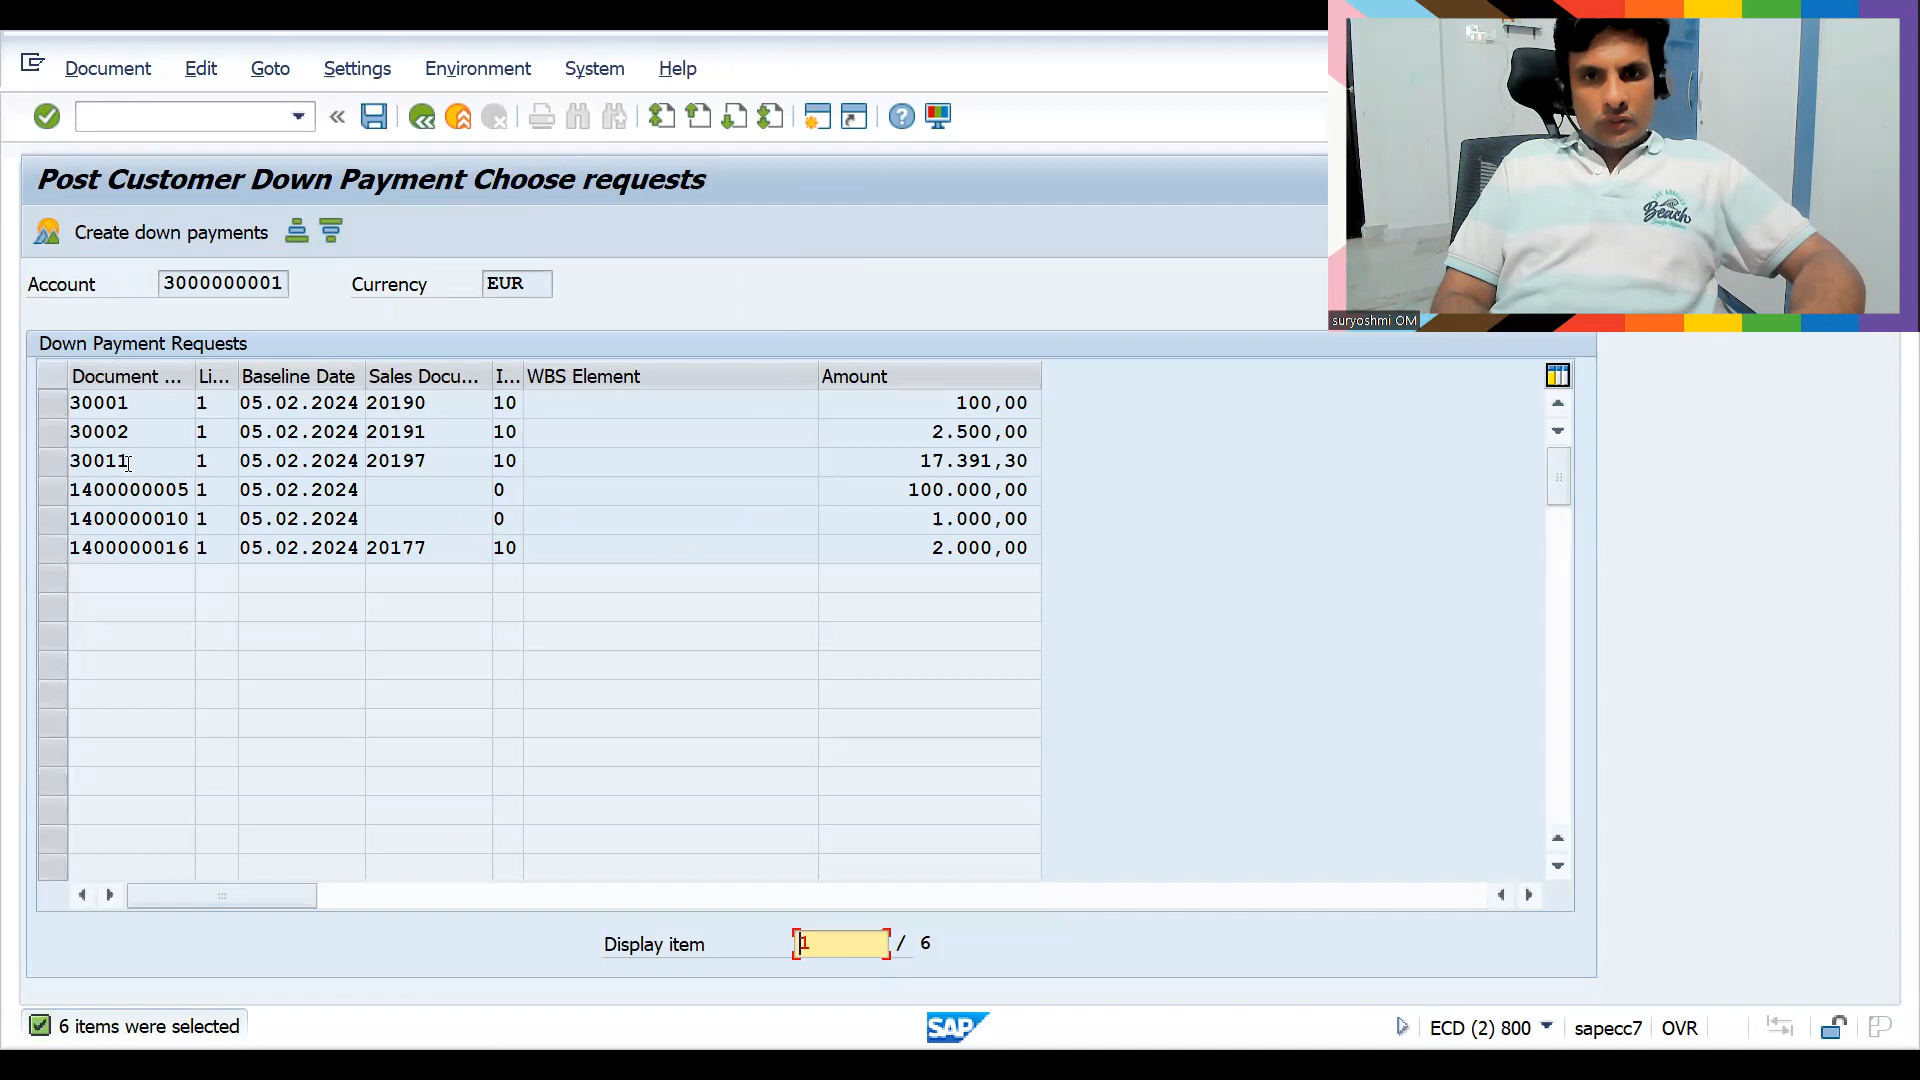 Document Edit Goto Settings Environment System Help
Post Customer Down Payment Choose requests
Create down payments
Account 3000000001 Currency EUR
Down Payment Requests
Document ... Li... Baseline Date Sales Docu... I... WBS Element Amount
30001 1 05.02.2024 20190 10 100,00
30002 1 05.02.2024 20191 10 2.500,00
30011 1 05.02.2024 20197 10 17.391,30
1400000005 1 05.02.2024 0 100.000,00
1400000010 1 05.02.2024 0 1.000,00
1400000016 1 05.02.2024 20177 10 2.000,00
Display item 1 / 6
6 items were selected
SAP
ECD (2) 800 sapecc7 OVR
Beach
suryoshmi OM